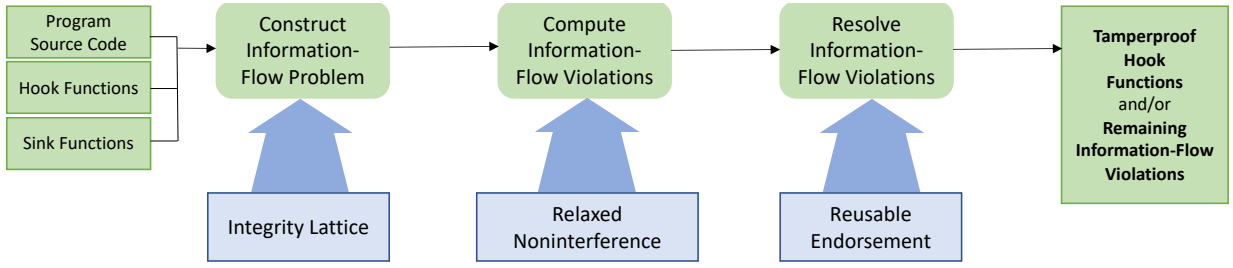 Program
Source Code
Hook Functions
Sink Functions
Construct
Information-
Flow Problem
Compute
Information-
Flow Violations
Resolve
Information-
Flow Violations
Tamperproof
Hook
Functions
and/or
Remaining
Information-Flow
Violations
Integrity Lattice
Relaxed
Noninterference
Reusable
Endorsement